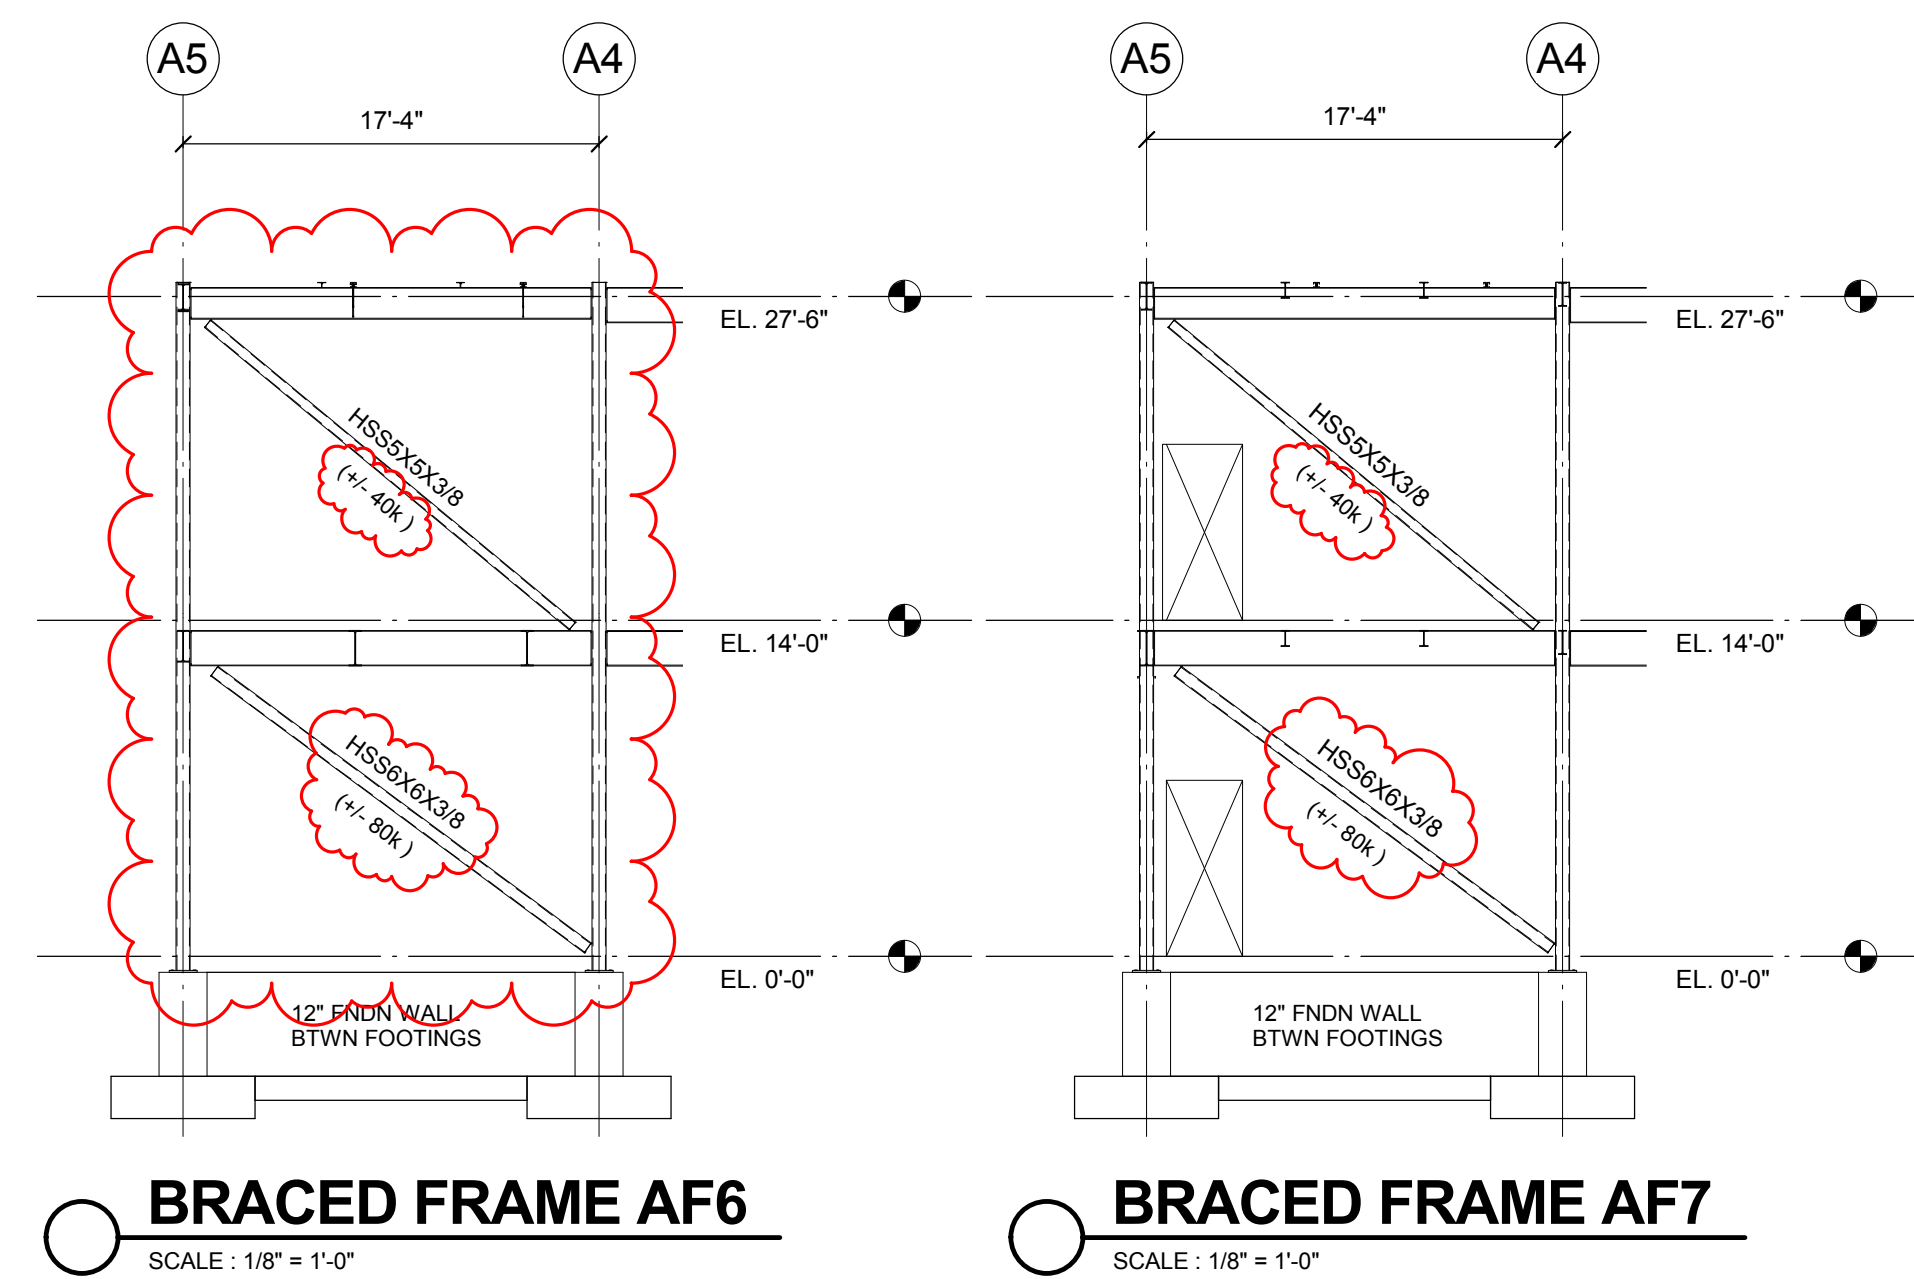 A5
A4
17'-4"
EL. 27'-6"
HSS5X5X3/8
(+/- 40k )
EL. 14'-0"
HSS6X6X3/8
(+/- 80k )
EL. 0'-0"
12" FNDN WALL
BTWN FOOTINGS
BRACED FRAME AF6
SCALE : 1/8" = 1'-0"
A5
A4
17'-4"
EL. 27'-6"
HSS5X5X3/8
(+/- 40k )
EL. 14'-0"
HSS6X6X3/8
(+/- 80k )
EL. 0'-0"
12" FNDN WALL
BTWN FOOTINGS
BRACED FRAME AF7
SCALE : 1/8" = 1'-0"